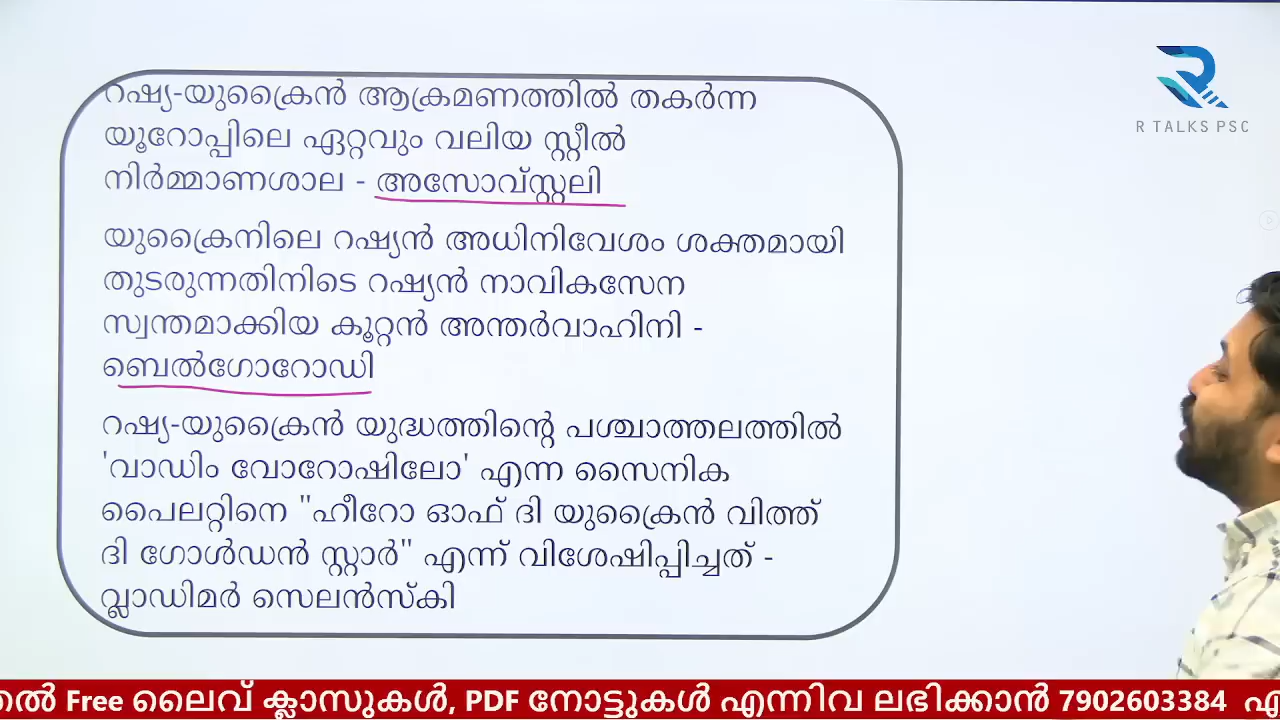 റഷ്യ-യുക്രൈൻ ആക്രമണത്തിൽ തകർന്ന
യൂറോപ്പിലെ ഏറ്റവും വലിയ സ്റ്റീൽ
നിർമ്മാണശാല - അസോവ്സ്റ്റലി
യുക്രൈനിലെ റഷ്യൻ അധിനിവേശം ശക്തമായി
തുടരുന്നതിനിടെ റഷ്യൻ നാവികസേന
സ്വന്തമാക്കിയ കൂറ്റൻ അന്തർവാഹിനി -
ബെൽഗോറോഡി
റഷ്യ-യുക്രൈൻ യുദ്ധത്തിന്റെ പശ്ചാത്തലത്തിൽ
'വാഡിം വോറോഷിലോ' എന്ന സൈനിക
പൈലറ്റിനെ "ഹീറോ ഓഫ് ദി യുക്രൈൻ വിത്ത്
ദി ഗോൾഡൻ സ്റ്റാർ" എന്ന് വിശേഷിപ്പിച്ചത് -
വ്ലാഡിമർ സെലൻസ്കി
R TALKS PSC
Free ലൈവ് ക്ലാസുകൾ, PDF നോട്ടുകൾ എന്നിവ ലഭിക്കാൻ 7902603384